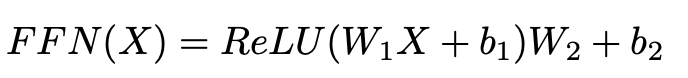 FFN(X) = ReLU(W₁X + b₁)W₂ + b₂